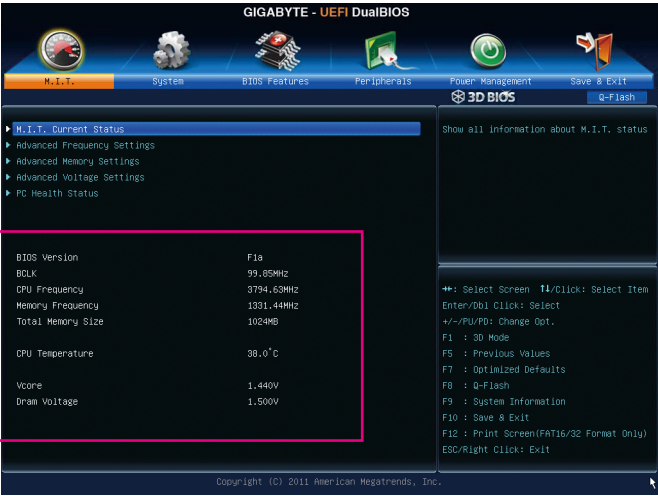 GIGABYTE - UEFI DualBIOS
M.I.T. System BIOS Features Peripherals Power Management Save & Exit
3D BIOS Q-Flash
M.I.T. Current Status
Advanced Frequency Settings
Advanced Memory Settings
Advanced Voltage Settings
PC Health Status
BIOS Version F1a
BCLK 99.85MHz
CPU Frequency 3794.63MHz
Memory Frequency 1331.44MHz
Total Memory Size 1024MB
CPU Temperature 38.0°C
Vcore 1.440V
Dram Voltage 1.500V
Show all information about M.I.T. status
→←: Select Screen ↑↓/Click: Select Item
Enter/Dbl Click: Select
+/-/PU/PD: Change Opt.
F1 : 3D Mode
F5 : Previous Values
F7 : Optimized Defaults
F8 : Q-Flash
F9 : System Information
F10 : Save & Exit
F12 : Print Screen(FAT16/32 Format Only)
ESC/Right Click: Exit
Copyright (C) 2011 American Megatrends, Inc.